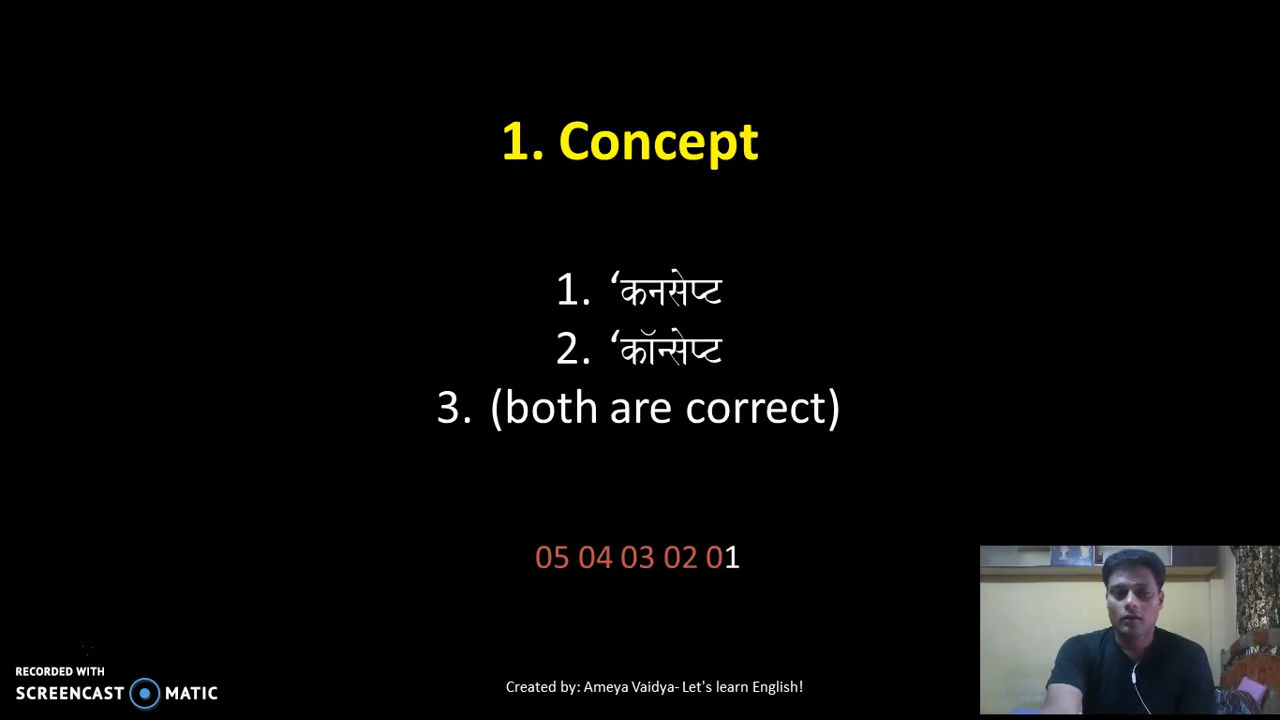 1. Concept
1. ‘कनसेप्ट
2. ‘कॉन्सेप्ट
3. (both are correct)
05 04 03 02 01
RECORDED WITH
SCREENCAST MATIC
Created by: Ameya Vaidya- Let's learn English!